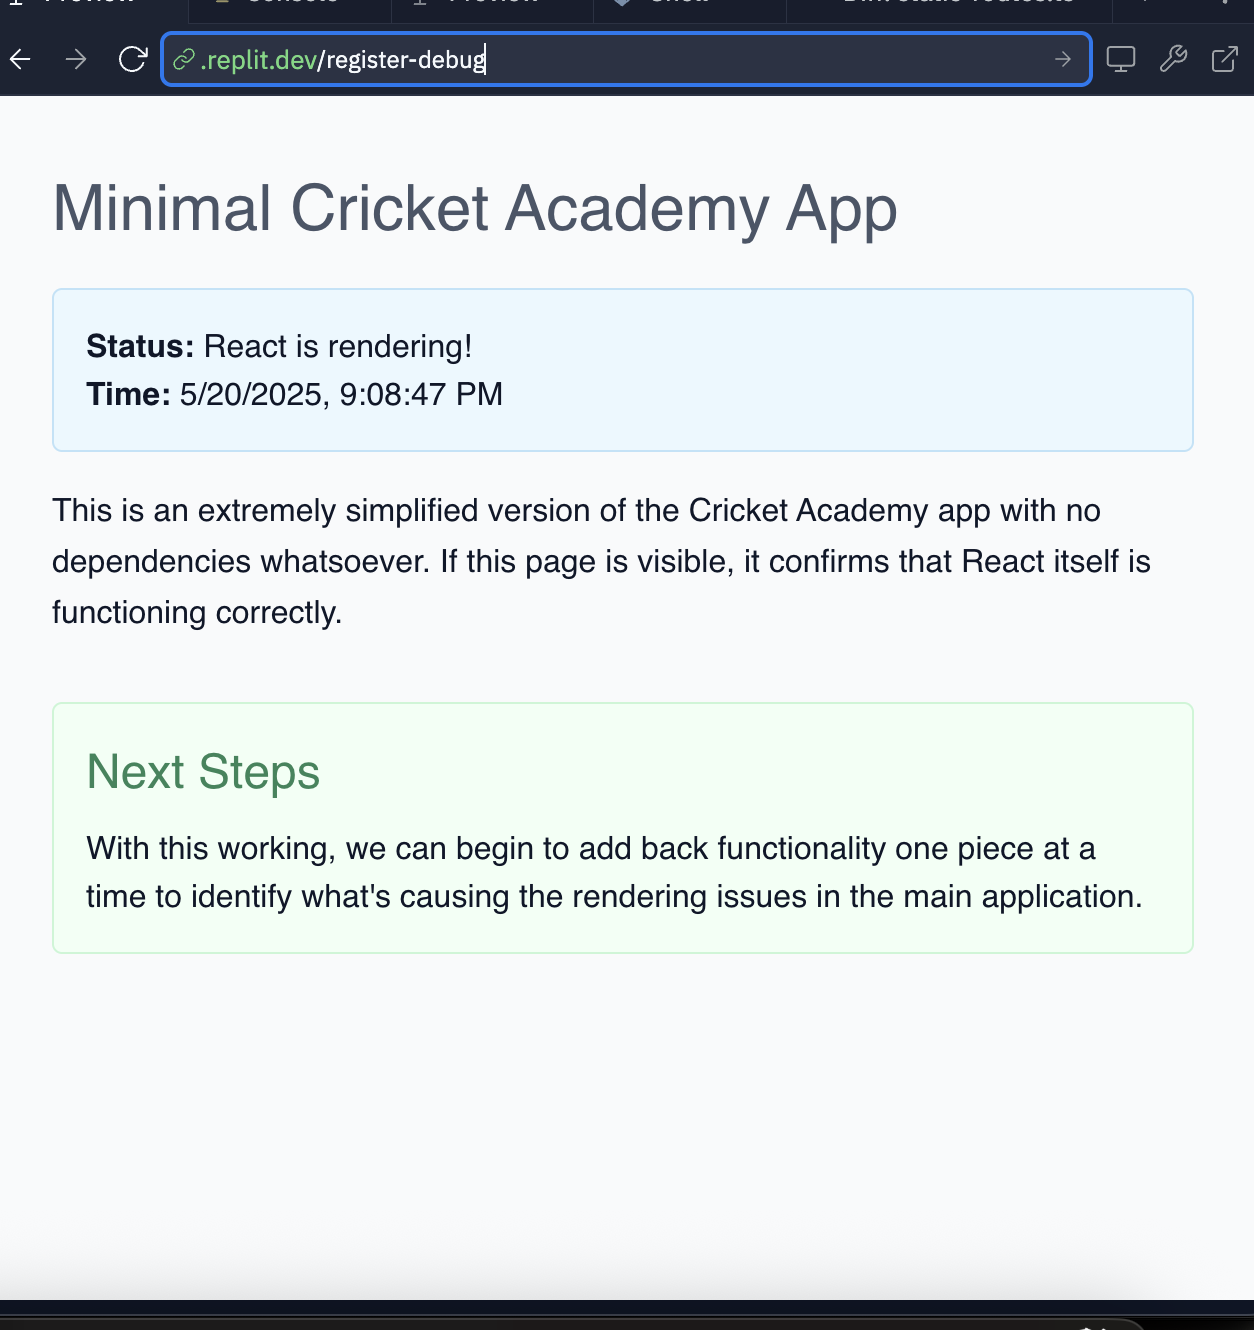 .replit.dev/register-debug
Minimal Cricket Academy App
Status: React is rendering!
Time: 5/20/2025, 9:08:47 PM
This is an extremely simplified version of the Cricket Academy app with no
dependencies whatsoever. If this page is visible, it confirms that React itself is
functioning correctly.
Next Steps
With this working, we can begin to add back functionality one piece at a
time to identify what's causing the rendering issues in the main application.